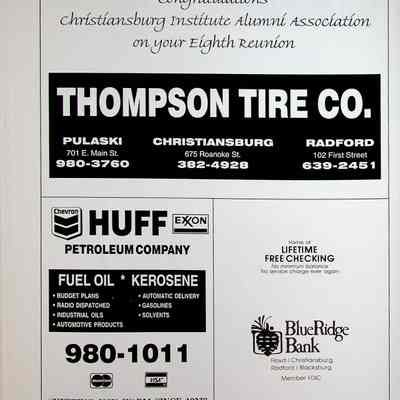 Congratulations
Christiansburg Institute Alumni Association
on your Eighth Reunion
THOMPSON TIRE CO.
PULASKI
701 E. Main St.
980-3760
CHRISTIANSBURG
675 Roanoke St.
382-4928
RADFORD
102 First Street
639-2451
Chevron
HUFF
EXXON
PETROLEUM COMPANY
FUEL OIL * KEROSENE
• BUDGET PLANS
• RADIO DISPATCHED
• INDUSTRIAL OILS
• AUTOMOTIVE PRODUCTS
• AUTOMATIC DELIVERY
• GASOLINES
• SOLVENTS
980-1011
Home of
LIFETIME
FREE CHECKING
No minimum balance
No service charge ever again
BlueRidge
Bank
Floyd / Christiansburg
Radford / Blacksburg
Member FDIC